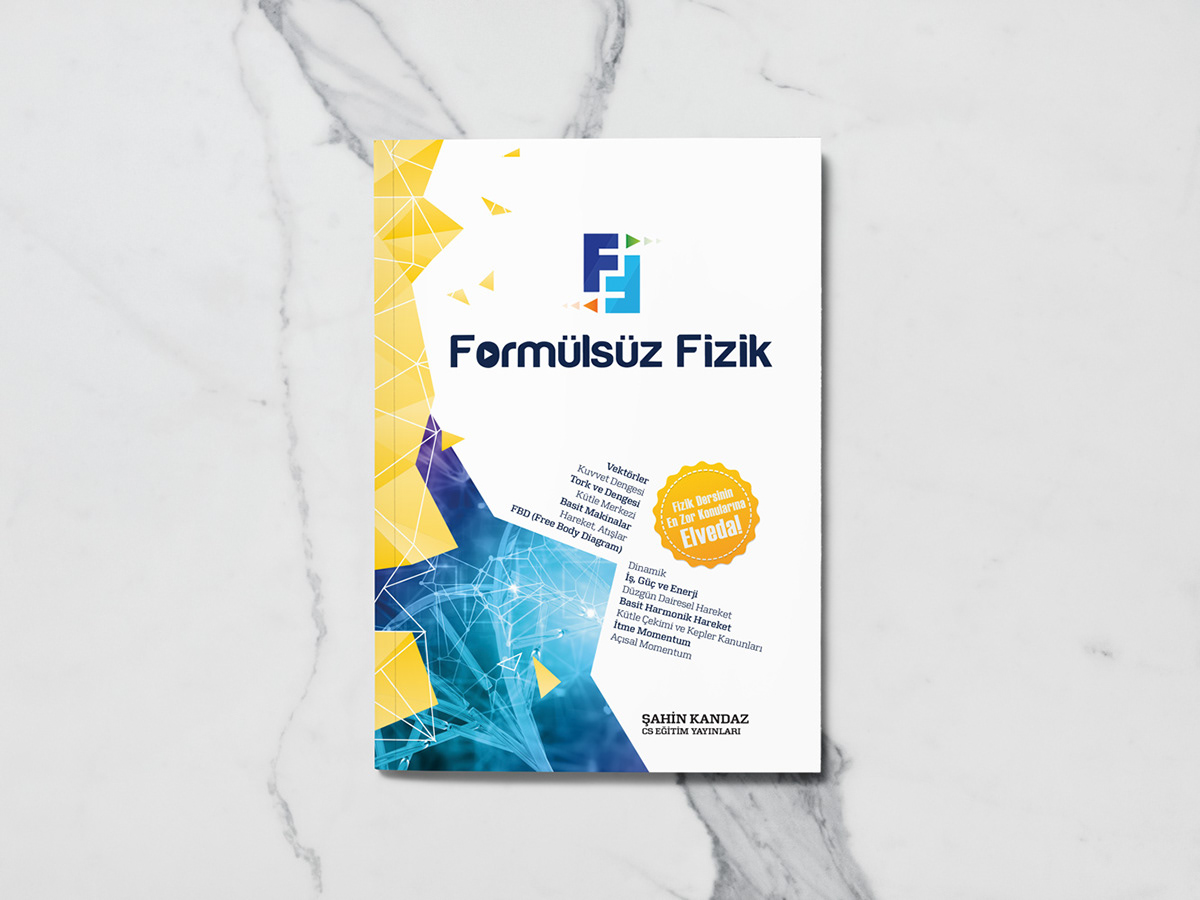 FF
Formülsüz Fizik
Vektörler
Kuvvet Dengesi
Tork ve Dengesi
Kütle Merkezi
Basit Makinalar
Hareket, Atışlar
FBD (Free Body Diagram)
Fizik Dersinin
En Zor Konularına
Elveda!
Dinamik
İş, Güç ve Enerji
Düzgün Dairesel Hareket
Basit Harmonik Hareket
Kütle Çekimi ve Kepler Kanunları
İtme Momentum
Açısal Momentum
ŞAHİN KANDAZ
CS EĞİTİM YAYINLARI